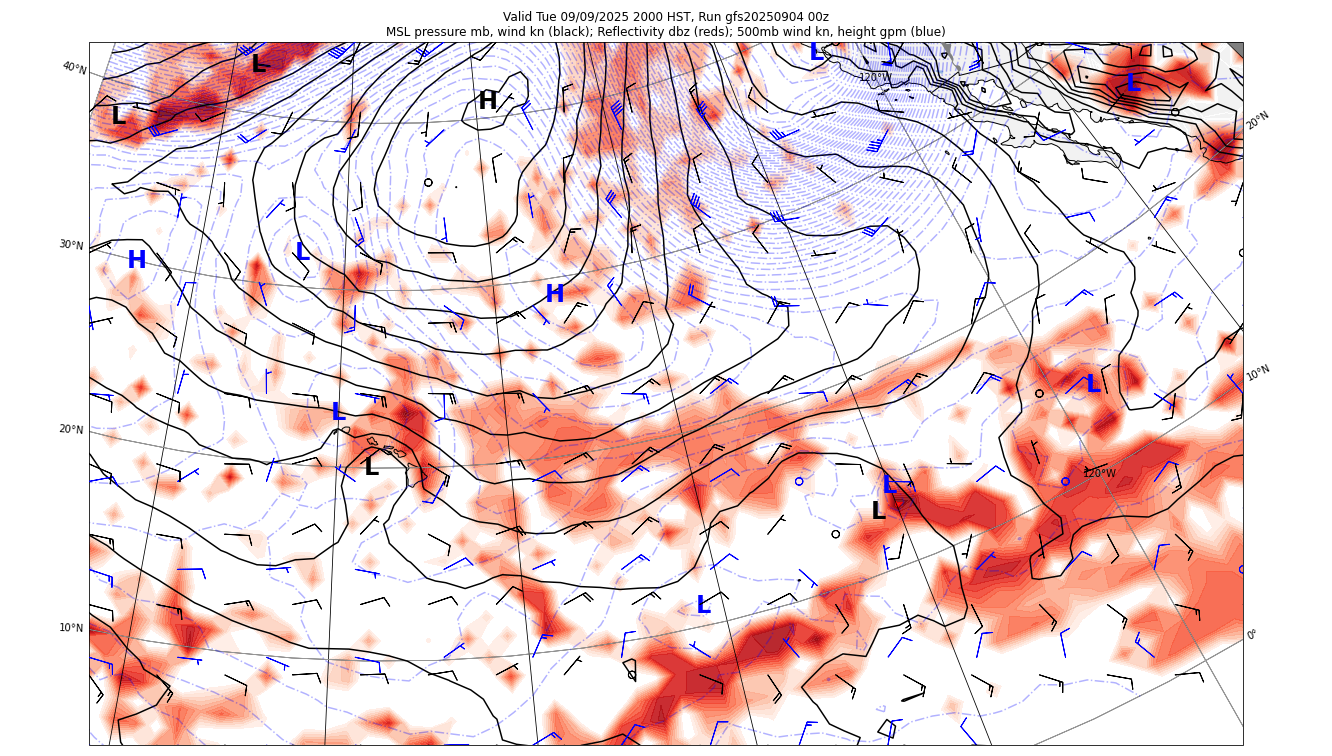 Valid Tue 09/09/2025 2000 HST, Run gfs20250904 00z
MSL pressure mb, wind kn (black); Reflectivity dbz (reds); 500mb wind kn, height gpm (blue)
L
L
L
40°N
120°W
L
H
L
20°N
30°N
H
L
H
10°N
L
L
20°N
L
L
120°W
L
L
L
10°N
0°